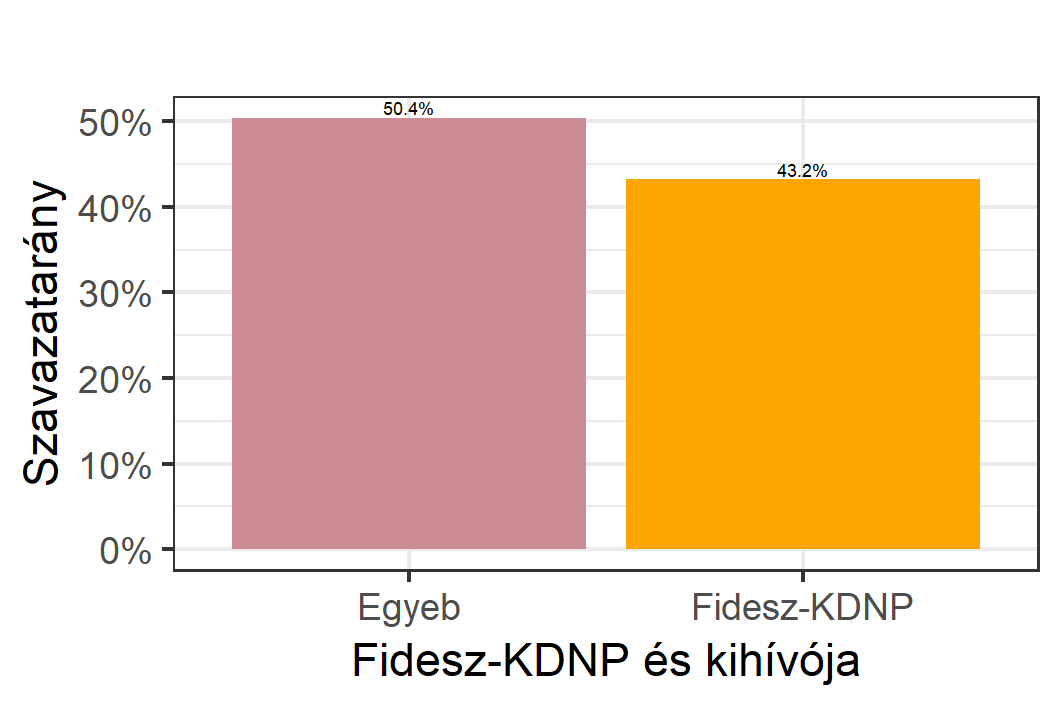 50.4%
43.2%
50%
40%
30%
20%
10%
0%
Szavazatarány
Egyeb
Fidesz-KDNP
Fidesz-KDNP és kihívója